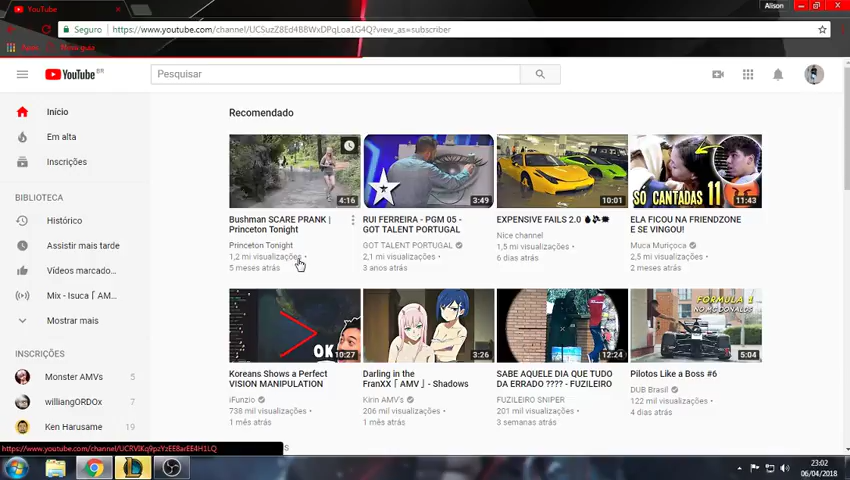 YouTube
Alison
Seguro
https://www.youtube.com/channel/UCSuzZ8Ed4B8WxDPqLoa1G4Q?view_as=subscriber
YouTube BR
Pesquisar
Início
Em alta
Inscrições
BIBLIOTECA
Histórico
Assistir mais tarde
Vídeos marcado...
Mix - Isuca「 AM...
Mostrar mais
INSCRIÇÕES
Monster AMVs 5
williangORDOx 7
Ken Harusame 1
Recomendado
4:16
3:49
10:01
SÓ CANTADAS 11
11:43
Bushman SCARE PRANK |
Princeton Tonight
Princeton Tonight
1,2 mi visualizações •
5 meses atrás
RUI FERREIRA - PGM 05 -
GOT TALENT PORTUGAL
GOT TALENT PORTUGAL
2,1 mi visualizações •
3 anos atrás
EXPENSIVE FAILS 2.0
Nice channel
1,5 mi visualizações •
6 dias atrás
ELA FICOU NA FRIENDZONE
E SE VINGOU!
Muca Muriçoca
2,5 mi visualizações •
2 meses atrás
OK
10:27
3:26
12:24
FORMULA 1
NO MC DONALDS
5:04
Koreans Shows a Perfect
VISION MANIPULATION
iFunzio
738 mil visualizações •
1 mês atrás
Darling in the
FranXX「 AMV 」- Shadows
Kirin AMV's
206 mil visualizações •
1 mês atrás
SABE AQUELE DIA QUE TUDO
DA ERRADO ???? - FUZILEIRO
FUZILEIRO SNIPER
201 mil visualizações •
3 semanas atrás
Pilotos Like a Boss #6
DUB Brasil
122 mil visualizações •
4 dias atrás
https://www.youtube.com/channel/UCRVlKq9pzYzEE8arEE4H1LQ
23:02
06/04/2018